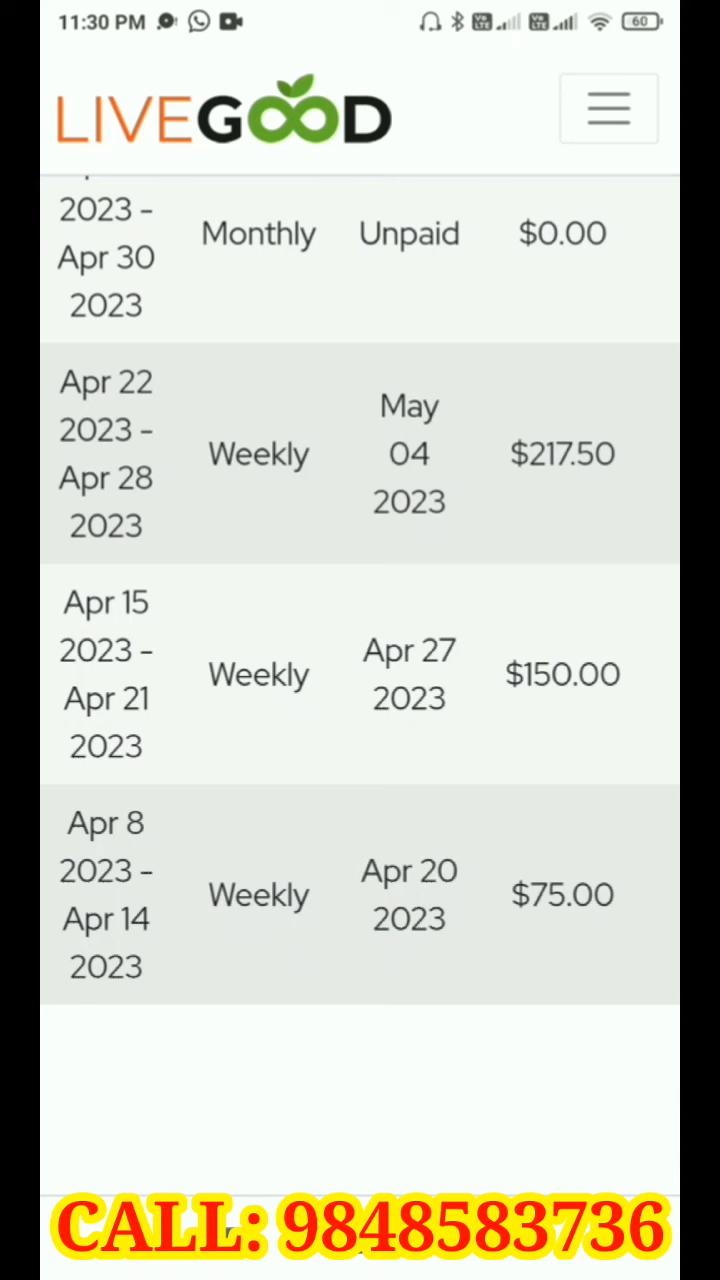 11:30 PM
60
LIVEGOOD
2023 -
Apr 30
2023
Monthly
Unpaid
$0.00
Apr 22
2023 -
Apr 28
2023
Weekly
May
04
2023
$217.50
Apr 15
2023 -
Apr 21
2023
Weekly
Apr 27
2023
$150.00
Apr 8
2023 -
Apr 14
2023
Weekly
Apr 20
2023
$75.00
CALL: 9848583736